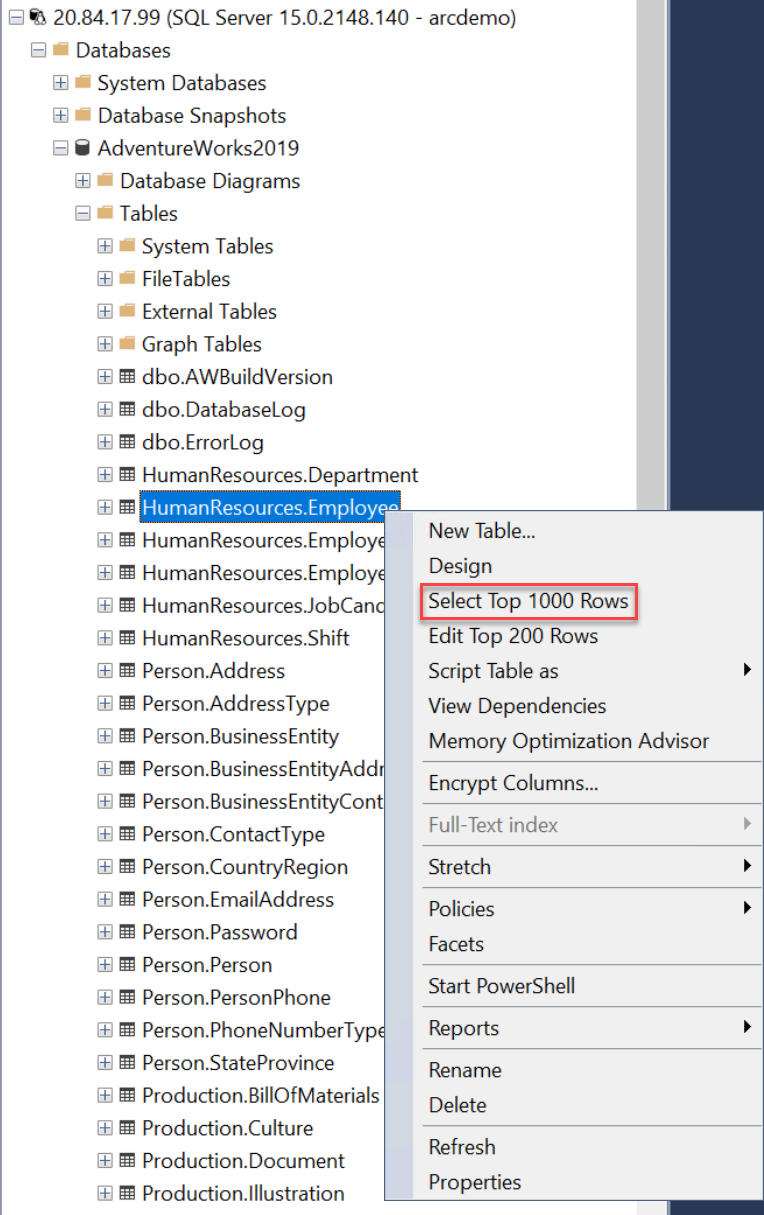 20.84.17.99 (SQL Server 15.0.2148.140 - arcdemo)
Databases
System Databases
Database Snapshots
AdventureWorks2019
Database Diagrams
Tables
System Tables
FileTables
External Tables
Graph Tables
dbo.AWBuildVersion
dbo.DatabaseLog
dbo.ErrorLog
HumanResources.Department
HumanResources.Employee
HumanResources.Employe
HumanResources.Employe
HumanResources.JobCand
HumanResources.Shift
Person.Address
Person.AddressType
Person.BusinessEntity
Person.BusinessEntityAddr
Person.BusinessEntityCont
Person.ContactType
Person.CountryRegion
Person.EmailAddress
Person.Password
Person.Person
Person.PersonPhone
Person.PhoneNumberType
Person.StateProvince
Production.BillOfMaterials
Production.Culture
Production.Document
Production.Illustration
New Table...
Design
Select Top 1000 Rows
Edit Top 200 Rows
Script Table as
View Dependencies
Memory Optimization Advisor
Encrypt Columns...
Full-Text index
Stretch
Policies
Facets
Start PowerShell
Reports
Rename
Delete
Refresh
Properties